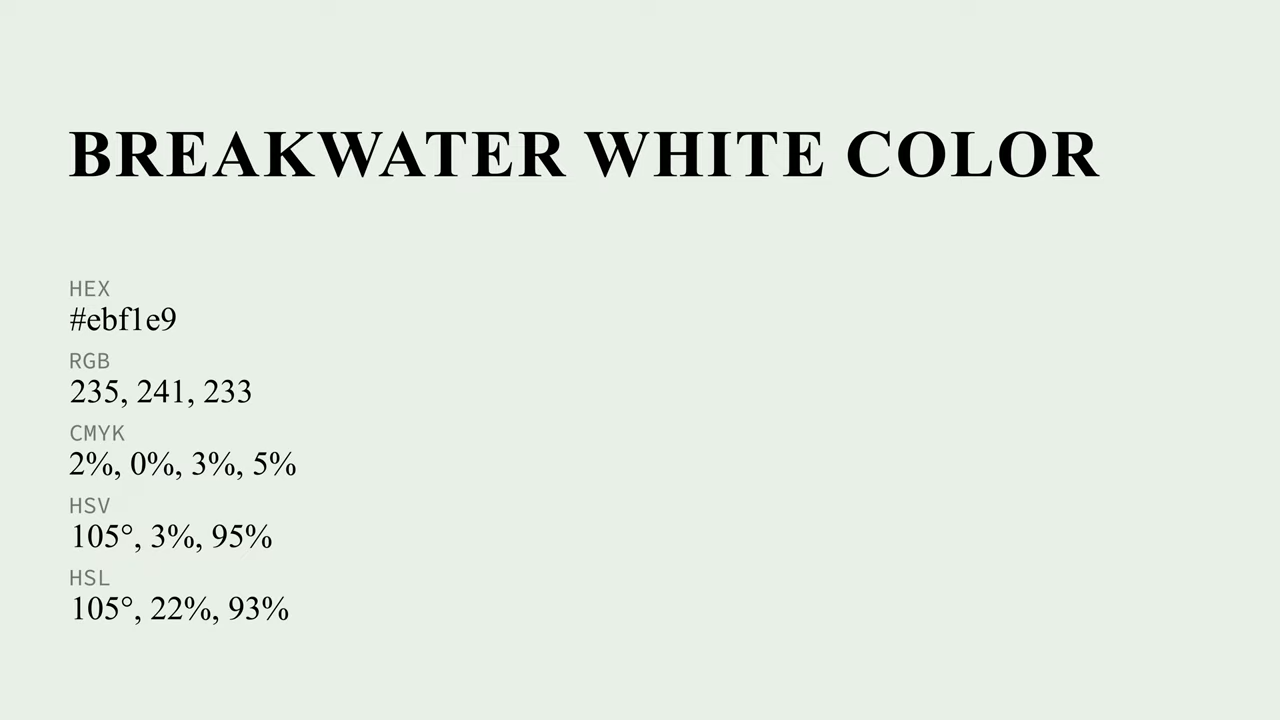 BREAKWATER WHITE COLOR
HEX
#ebf1e9
RGB
235, 241, 233
CMYK
2%, 0%, 3%, 5%
HSV
105°, 3%, 95%
HSL
105°, 22%, 93%